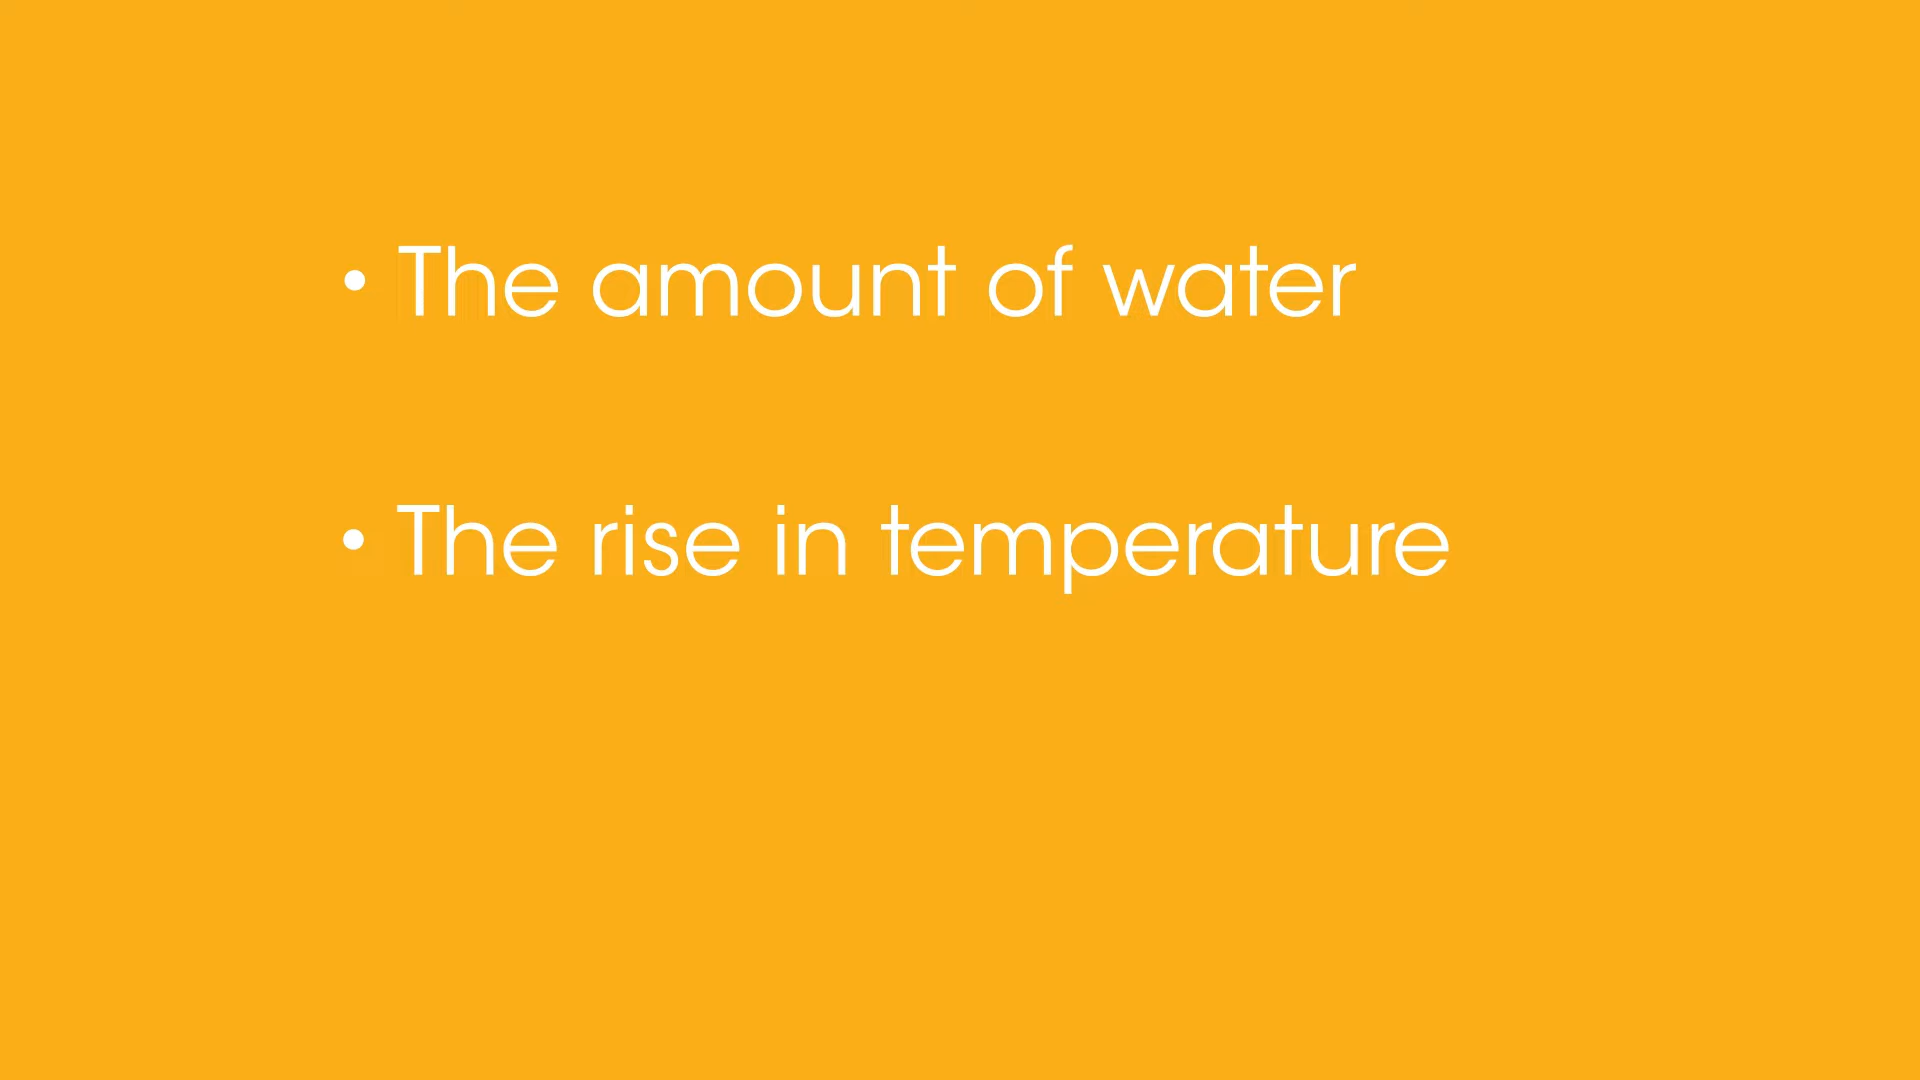 • The amount of water
• The rise in temperature